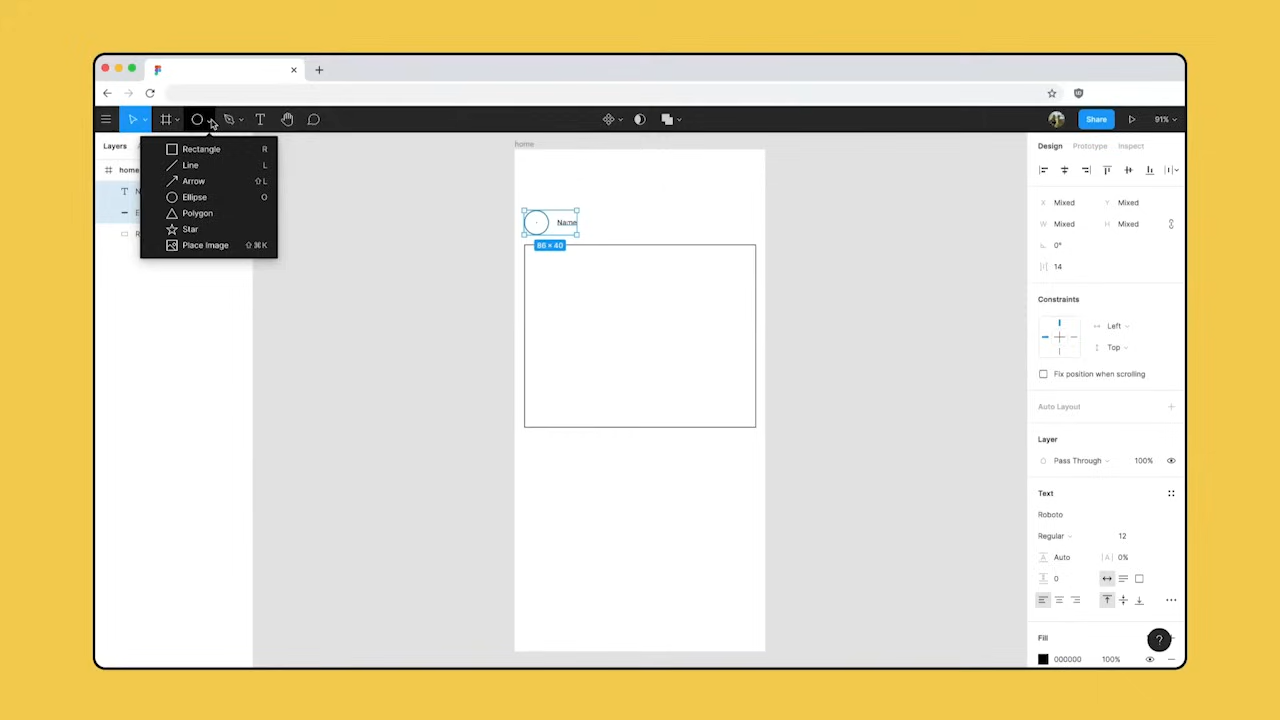 Share
91%
Layers
home
Rectangle R
Line L
Arrow ⇧L
Ellipse O
Polygon
Star
Place Image ⇧⌘K
home
Name
86 × 40
Design Prototype Inspect
X Mixed Y Mixed
W Mixed H Mixed
0°
14
Constraints
Left
Top
Fix position when scrolling
Auto Layout
Layer
Pass Through 100%
Text
Roboto
Regular 12
A Auto |A| 0%
0
Fill
?
000000 100%